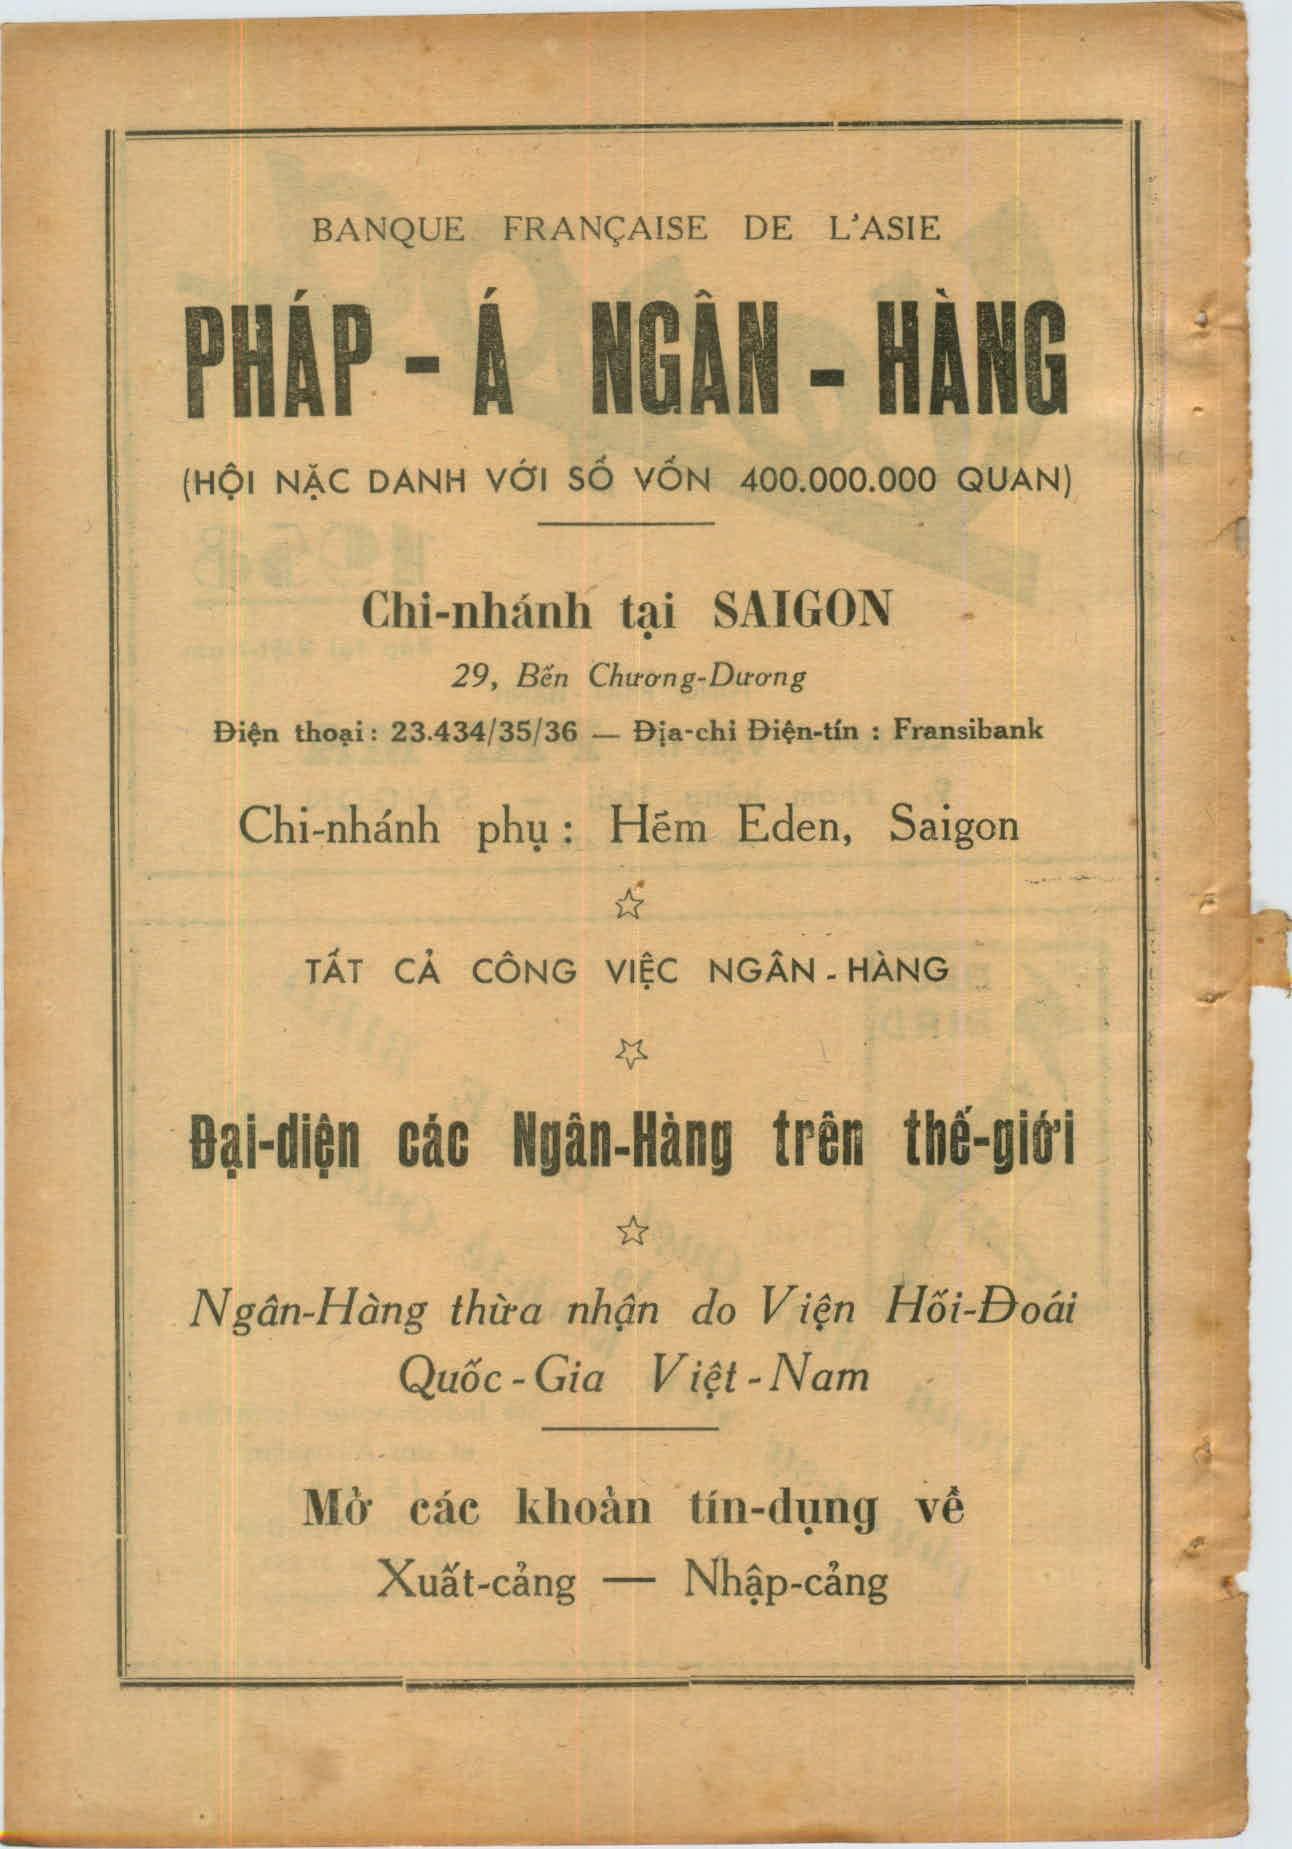 BANQUE FRANÇAISE DE L'ASIE
PHÁP - Á NGÂN - HÀNG
(HỘI NẶC DANH VỚI SỐ VỐN 400.000.000 QUAN)
Chi-nhánh tại SAIGON
29, Bến Chương-Dương
Điện thoại : 23.434/35/36 — Địa-chỉ Điện-tín : Fransibank
Chi-nhánh phụ : Hẻm Eden, Saigon
TẤT CẢ CÔNG VIỆC NGÂN - HÀNG
Đại-diện các Ngân-Hàng trên thế-giới
Ngân-Hàng thừa nhận do Viện Hối-Đoái
Quốc - Gia Việt - Nam
Mở các khoản tín-dụng về
Xuất-cảng — Nhập-cảng